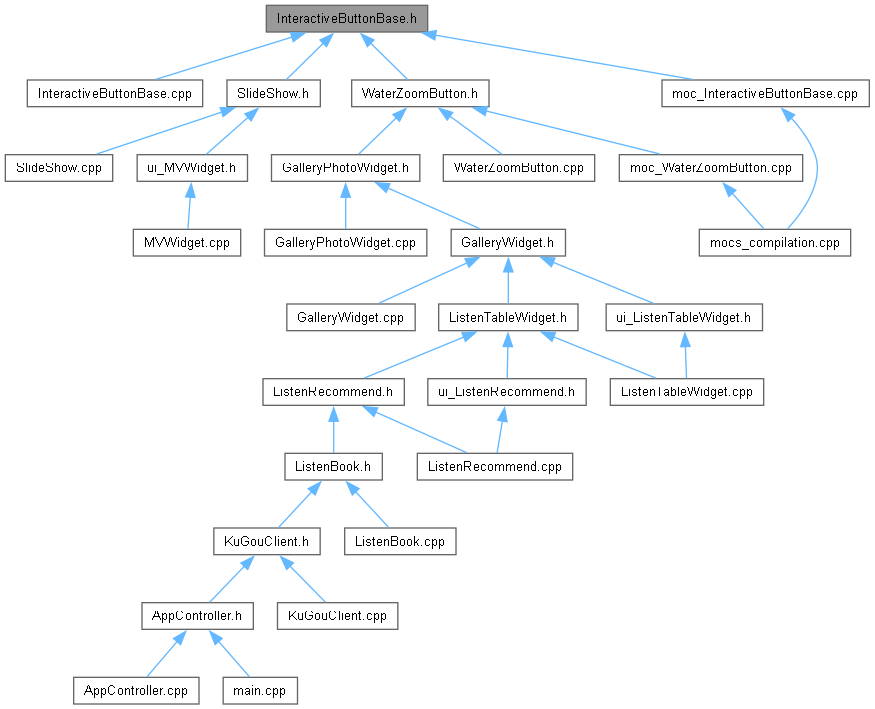 InteractiveButtonBase.h
InteractiveButtonBase.cpp
SlideShow.h
WaterZoomButton.h
moc_InteractiveButtonBase.cpp
SlideShow.cpp
ui_MVWidget.h
GalleryPhotoWidget.h
WaterZoomButton.cpp
moc_WaterZoomButton.cpp
MVWidget.cpp
GalleryPhotoWidget.cpp
GalleryWidget.h
mocs_compilation.cpp
GalleryWidget.cpp
ListenTableWidget.h
ui_ListenTableWidget.h
ListenRecommend.h
ui_ListenRecommend.h
ListenTableWidget.cpp
ListenBook.h
ListenRecommend.cpp
KuGouClient.h
ListenBook.cpp
AppController.h
KuGouClient.cpp
AppController.cpp
main.cpp